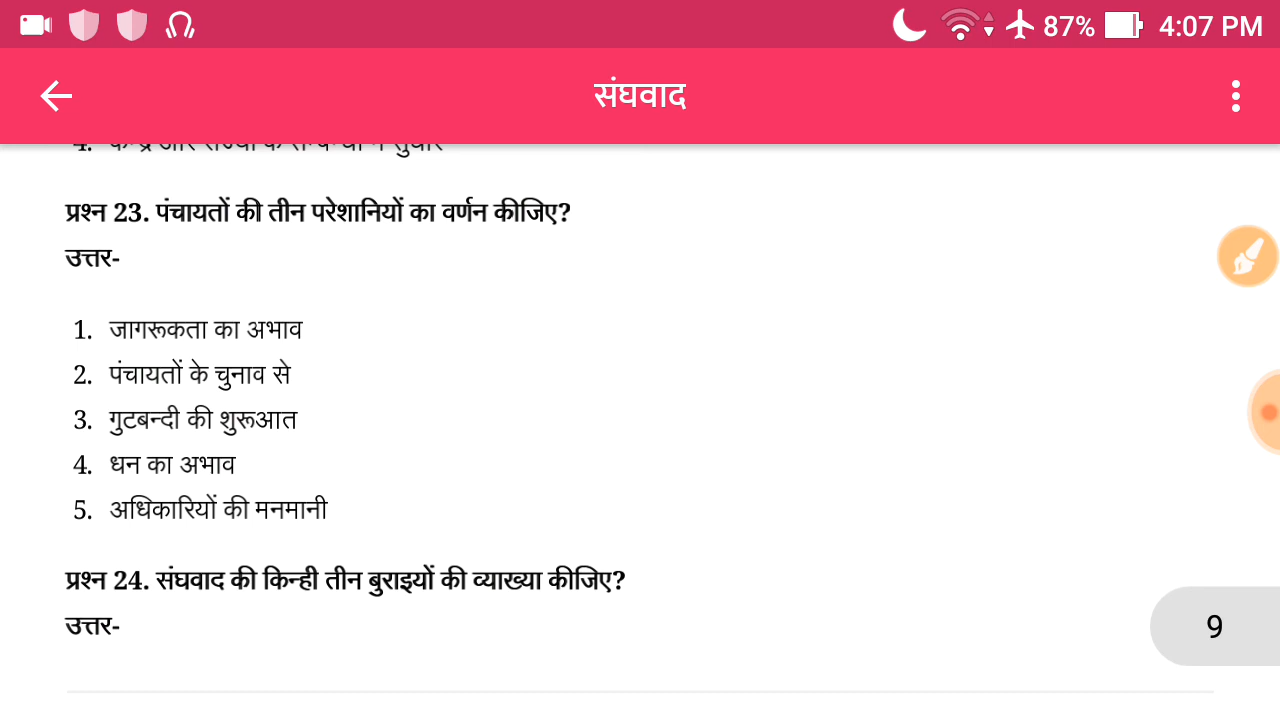 87% 4:07 PM
संघवाद
प्रश्न 23. पंचायतों की तीन परेशानियों का वर्णन कीजिए?
उत्तर-
1. जागरूकता का अभाव
2. पंचायतों के चुनाव से
3. गुटबन्दी की शुरूआत
4. धन का अभाव
5. अधिकारियों की मनमानी
प्रश्न 24. संघवाद की किन्ही तीन बुराइयों की व्याख्या कीजिए?
उत्तर-
9